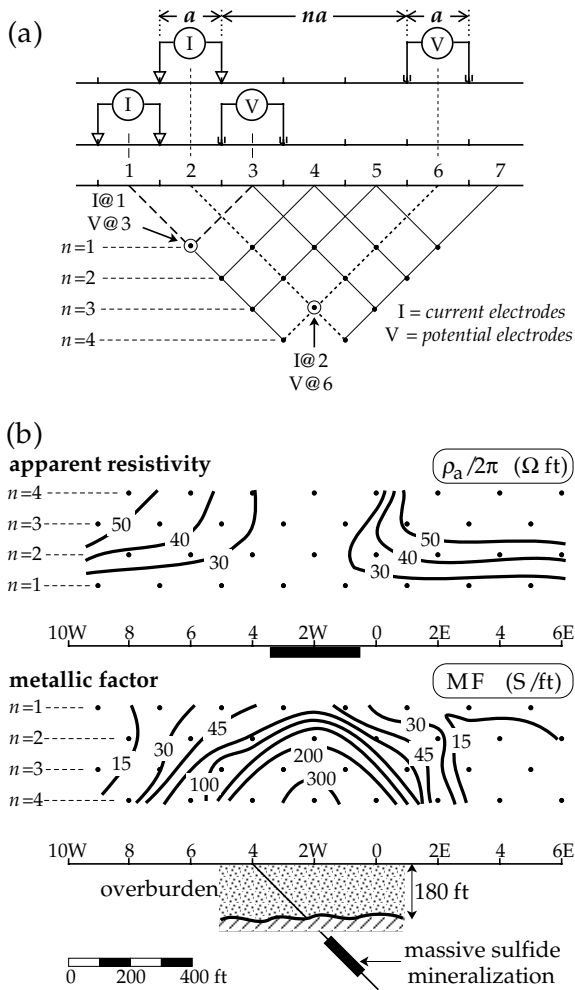 (a)
a na a
I V
I V
1 2 3 4 5 6 7
I@1
V@3
n=1
n=2
n=3
n=4
I@2
V@6
I = current electrodes
V = potential electrodes
(b)
apparent resistivity
ρa/2π (Ω ft)
n=4
n=3
n=2
n=1
50 40 30 30 40 50
10W 8 6 4 2W 0 2E 4 6E
metallic factor
MF (S/ft)
n=1
n=2
n=3
n=4
15 30 45 100 200 300 30 45 15
10W 8 6 4 2W 0 2E 4 6E
overburden
180 ft
massive sulfide
mineralization
0 200 400 ft